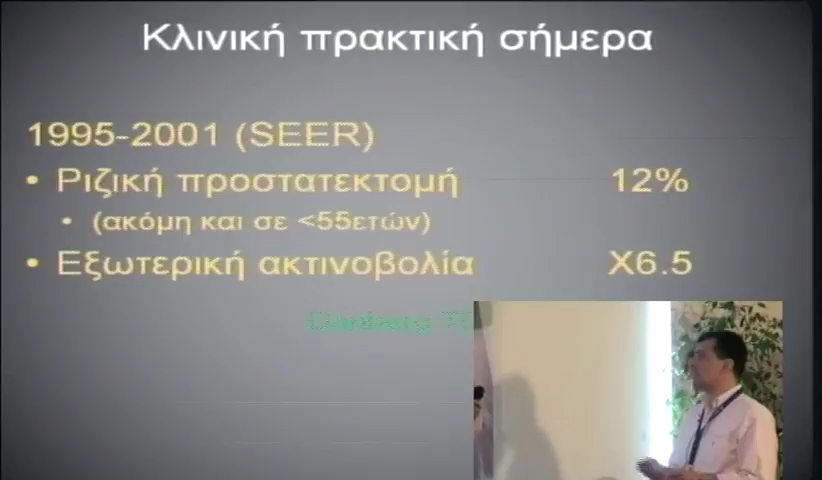 Κλινική πρακτική σήμερα
1995-2001 (SEER)
• Ριζική προστατεκτομή 12%
• (ακόμη και σε <55ετών)
• Εξωτερική ακτινοβολία X6.5